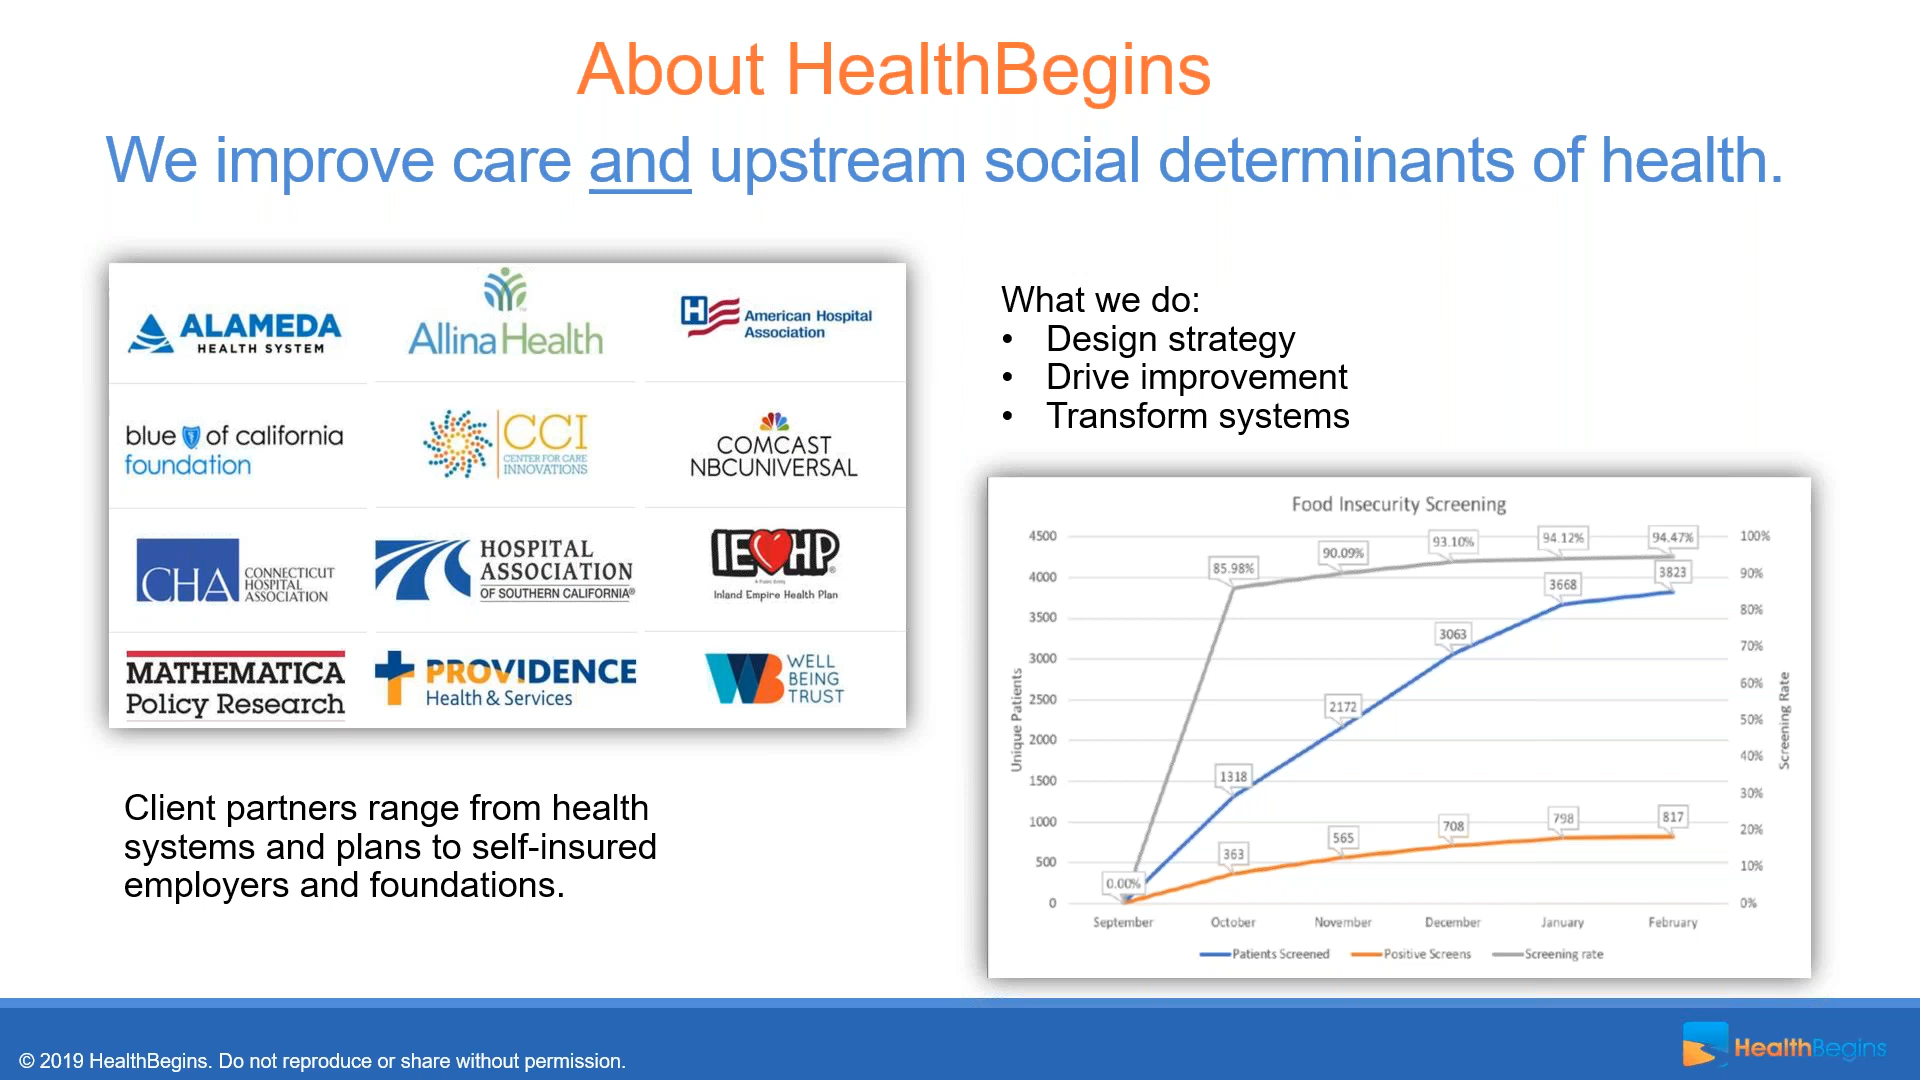 About HealthBegins
We improve care and upstream social determinants of health.
ALAMEDA
HEALTH SYSTEM
Allina Health
American Hospital
Association
blue of california
foundation
CCI
CENTER FOR CARE
INNOVATIONS
COMCAST
NBCUNIVERSAL
CHA
CONNECTICUT
HOSPITAL
ASSOCIATION
HOSPITAL
ASSOCIATION
OF SOUTHERN CALIFORNIA®
IEHP
A Public Entity
Inland Empire Health Plan
MATHEMATICA
Policy Research
PROVIDENCE
Health & Services
WB
WELL
BEING
TRUST
Client partners range from health
systems and plans to self-insured
employers and foundations.
What we do:
• Design strategy
• Drive improvement
• Transform systems
Food Insecurity Screening
4500
4000
3500
3000
2500
2000
1500
1000
500
0
Unique Patients
100%
90%
80%
70%
60%
50%
40%
30%
20%
10%
0%
Screening Rate
0.00%
85.98%
90.09%
93.10%
94.12%
94.47%
1318
2172
3063
3668
3823
363
565
708
798
817
September October November December January February
Patients Screened Positive Screens Screening rate
© 2019 HealthBegins. Do not reproduce or share without permission.
HealthBegins